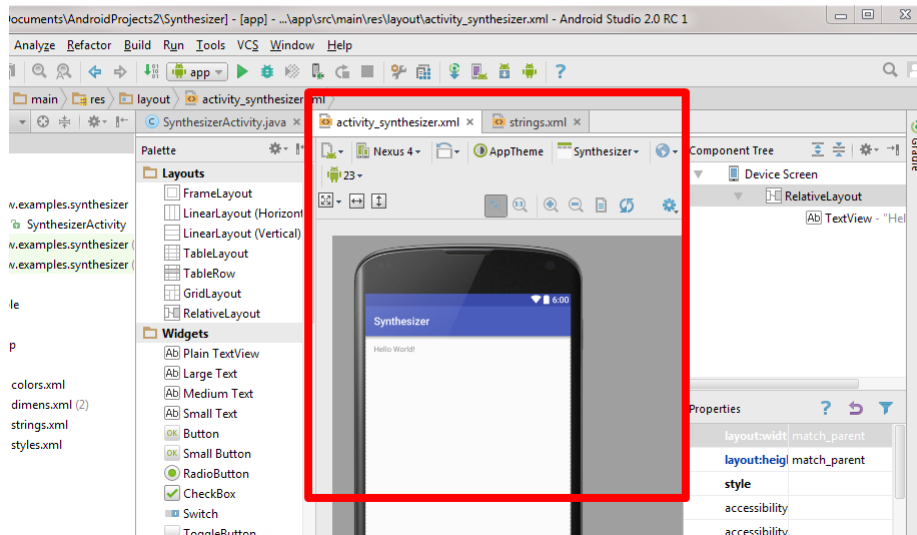 Documents\AndroidProjects2\Synthesizer] - [app] - ...\app\src\main\res\layout\activity_synthesizer.xml - Android Studio 2.0 RC 1
Analyze Refactor Build Run Tools VCS Window Help
app
main res layout activity_synthesizer.xml
SynthesizerActivity.java activity_synthesizer.xml strings.xml
Palette
Nexus 4 AppTheme Synthesizer
Component Tree
23
Layouts
FrameLayout
LinearLayout (Horizont
LinearLayout (Vertical)
TableLayout
TableRow
GridLayout
RelativeLayout
Widgets
Plain TextView
Large Text
Medium Text
Small Text
Button
Small Button
RadioButton
CheckBox
Switch
ToggleButton
w.examples.synthesizer
SynthesizerActivity
w.examples.synthesizer (
w.examples.synthesizer (
le
p
colors.xml
dimens.xml (2)
strings.xml
styles.xml
6:00
Synthesizer
Hello World!
Device Screen
RelativeLayout
Ab TextView - "Hel
Properties
layout:widt match_parent
layout:heigl match_parent
style
accessibility
accessibility
Gradle